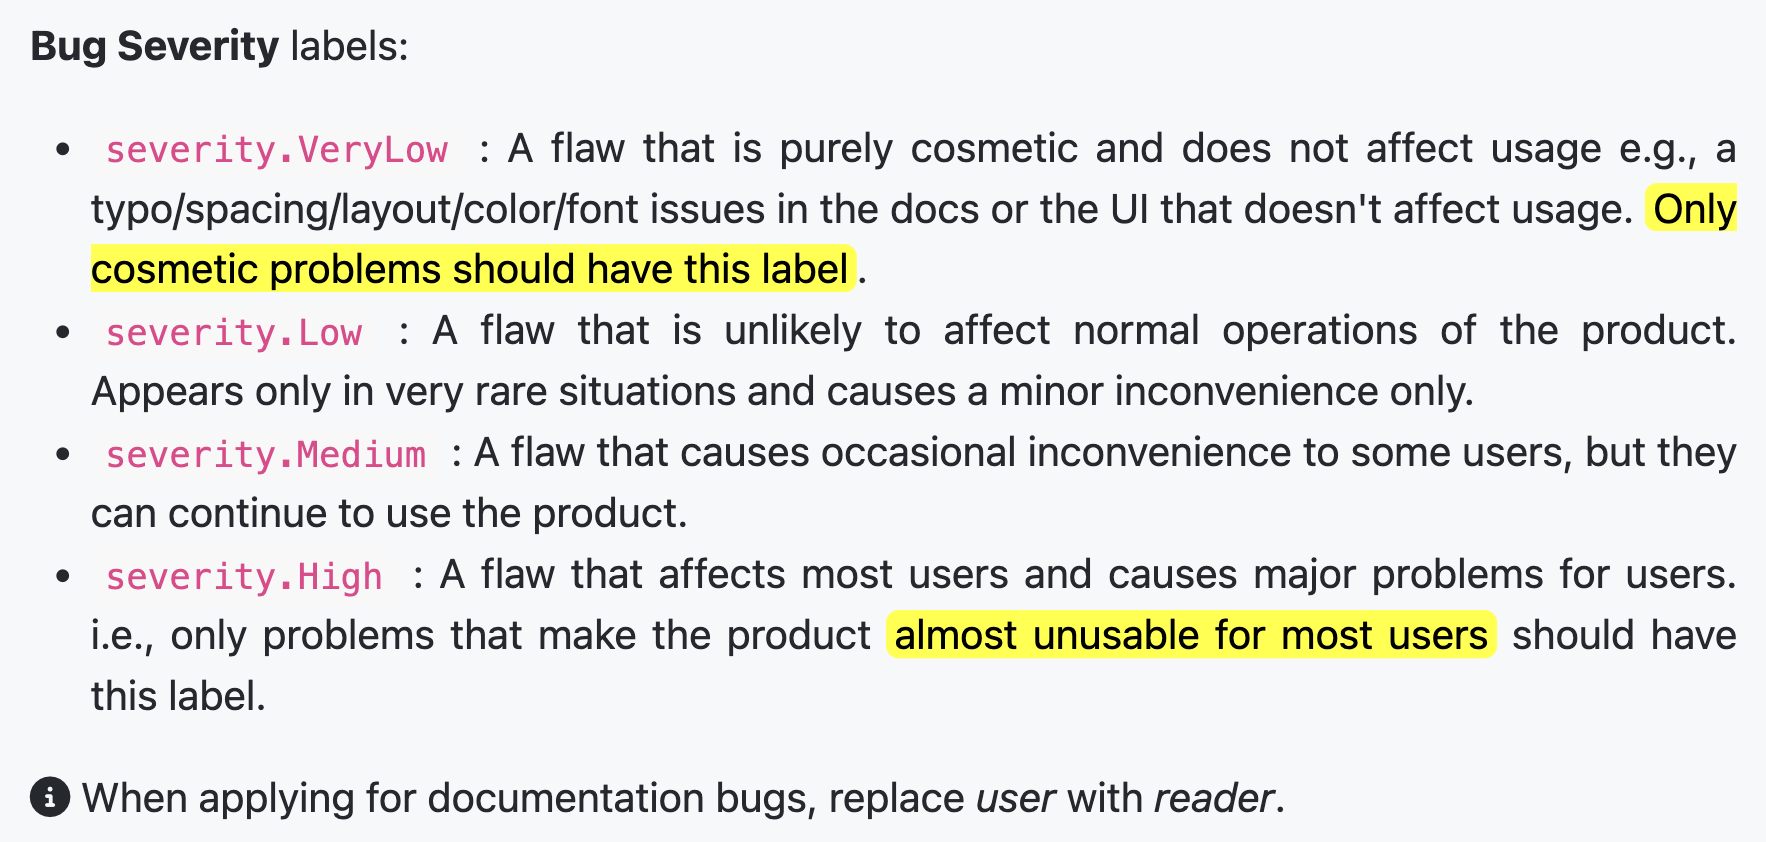 Bug Severity labels:
• severity.VeryLow : A flaw that is purely cosmetic and does not affect usage e.g., a
typo/spacing/layout/color/font issues in the docs or the UI that doesn't affect usage. Only
cosmetic problems should have this label.
• severity.Low : A flaw that is unlikely to affect normal operations of the product.
Appears only in very rare situations and causes a minor inconvenience only.
• severity.Medium : A flaw that causes occasional inconvenience to some users, but they
can continue to use the product.
• severity.High : A flaw that affects most users and causes major problems for users.
i.e., only problems that make the product almost unusable for most users should have
this label.
When applying for documentation bugs, replace user with reader.